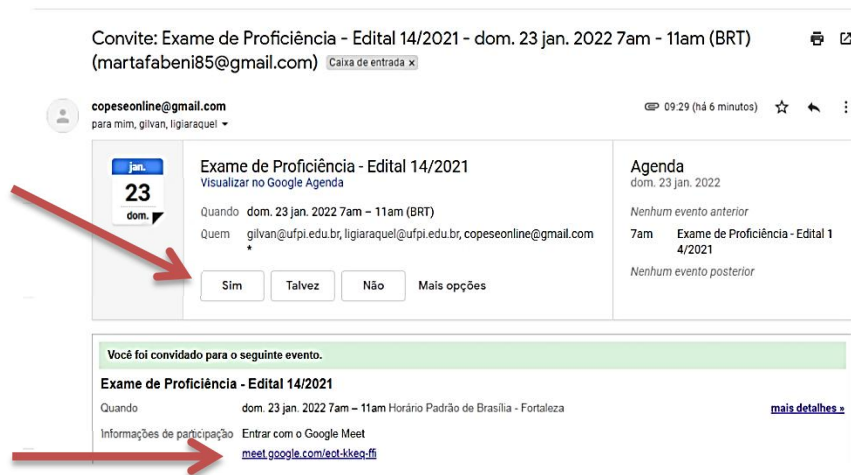 Convite: Exame de Proficiência - Edital 14/2021 - dom. 23 jan. 2022 7am - 11am (BRT)
(martafabeni85@gmail.com) Caixa de entrada x
copeseonline@gmail.com
09:29 (há 6 minutos)
para mim, gilvan, ligiaraquel
jan.
23
dom.
Exame de Proficiência - Edital 14/2021
Visualizar no Google Agenda
Quando dom. 23 jan. 2022 7am – 11am (BRT)
Quem gilvan@ufpi.edu.br, ligiaraquel@ufpi.edu.br, copeseonline@gmail.com
*
Sim Talvez Não Mais opções
Agenda
dom. 23 jan. 2022
Nenhum evento anterior
7am Exame de Proficiência - Edital 1
4/2021
Nenhum evento posterior
Você foi convidado para o seguinte evento.
Exame de Proficiência - Edital 14/2021
Quando dom. 23 jan. 2022 7am – 11am Horário Padrão de Brasília - Fortaleza mais detalhes »
Informações de participação Entrar com o Google Meet
meet.google.com/eot-kkeq-ffi